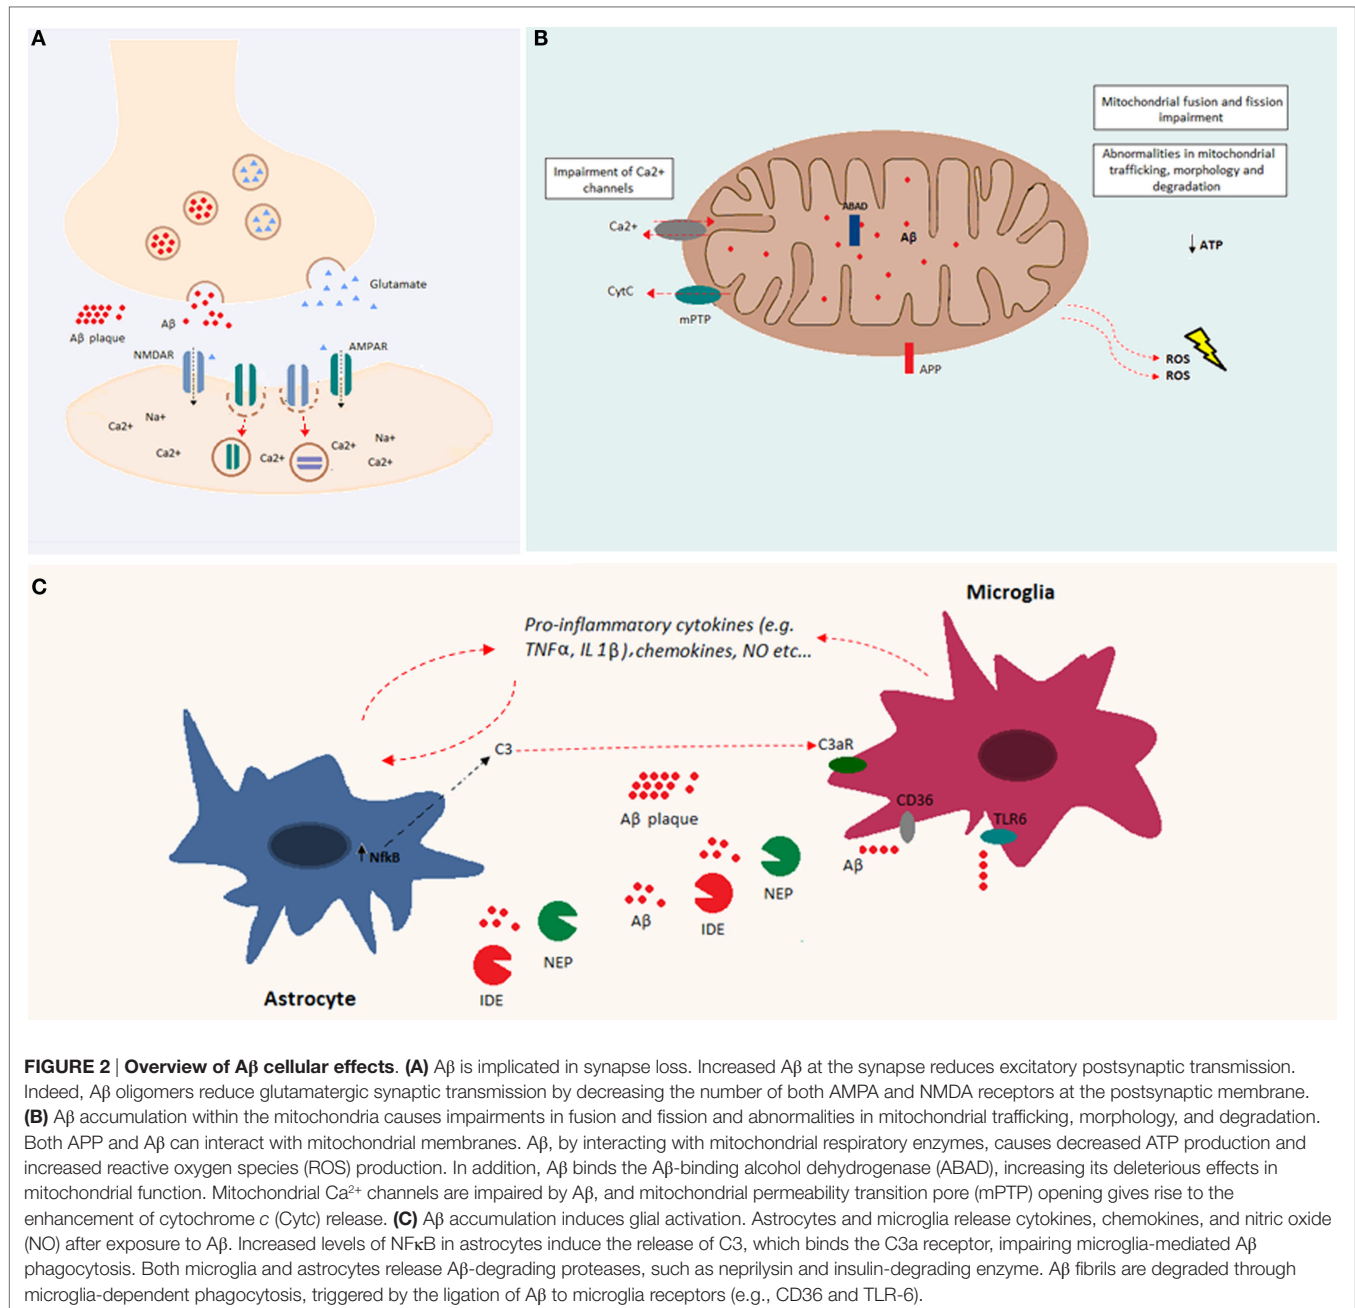 A
Glutamate
Aβ plaque
Aβ
NMDAR
AMPAR
Ca2+
Na+
Ca2+
Ca2+
Ca2+
Na+
Ca2+
B
Mitochondrial fusion and fission
impairment
Abnormalities in mitochondrial
trafficking, morphology and
degradation
Impairment of Ca2+
channels
Ca2+
ABAD
Aβ
ATP
CytC
mPTP
APP
ROS
ROS
C
Microglia
Pro-inflammatory cytokines (e.g.
TNFα, IL 1β), chemokines, NO etc...
C3
C3aR
CD36
TLR6
Aβ plaque
NfkB
Aβ
NEP
Aβ
IDE
NEP
IDE
Astrocyte
FIGURE 2 | Overview of Aβ cellular effects. (A) Aβ is implicated in synapse loss. Increased Aβ at the synapse reduces excitatory postsynaptic transmission.
Indeed, Aβ oligomers reduce glutamatergic synaptic transmission by decreasing the number of both AMPA and NMDA receptors at the postsynaptic membrane.
(B) Aβ accumulation within the mitochondria causes impairments in fusion and fission and abnormalities in mitochondrial trafficking, morphology, and degradation.
Both APP and Aβ can interact with mitochondrial membranes. Aβ, by interacting with mitochondrial respiratory enzymes, causes decreased ATP production and
increased reactive oxygen species (ROS) production. In addition, Aβ binds the Aβ-binding alcohol dehydrogenase (ABAD), increasing its deleterious effects in
mitochondrial function. Mitochondrial Ca²⁺ channels are impaired by Aβ, and mitochondrial permeability transition pore (mPTP) opening gives rise to the
enhancement of cytochrome c (Cytc) release. (C) Aβ accumulation induces glial activation. Astrocytes and microglia release cytokines, chemokines, and nitric oxide
(NO) after exposure to Aβ. Increased levels of NFκB in astrocytes induce the release of C3, which binds the C3a receptor, impairing microglia-mediated Aβ
phagocytosis. Both microglia and astrocytes release Aβ-degrading proteases, such as neprilysin and insulin-degrading enzyme. Aβ fibrils are degraded through
microglia-dependent phagocytosis, triggered by the ligation of Aβ to microglia receptors (e.g., CD36 and TLR-6).